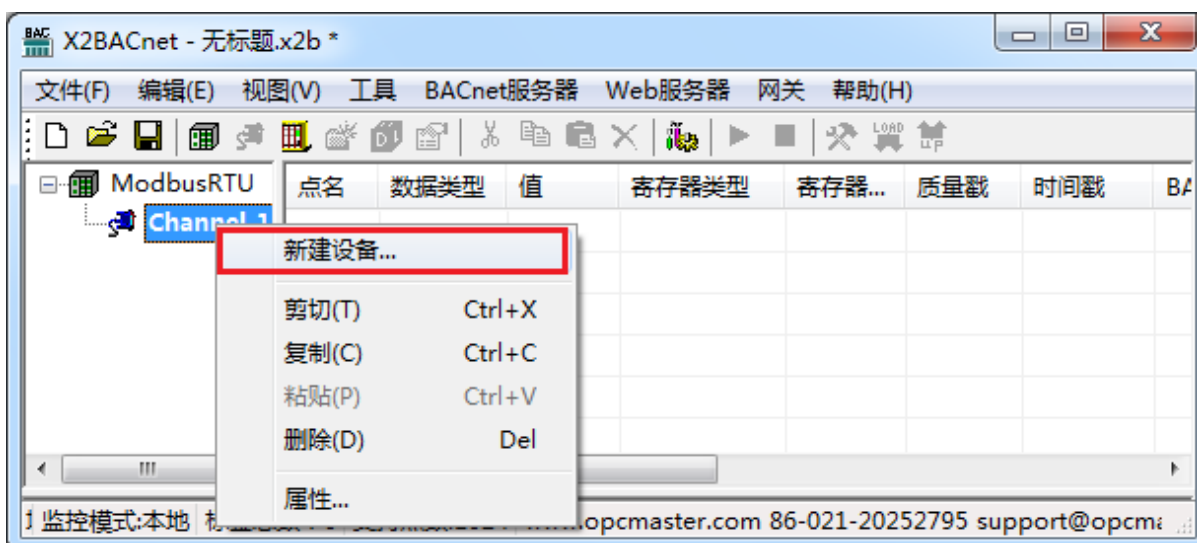 X2BACnet - 无标题.x2b *
文件(F) 编辑(E) 视图(V) 工具 BACnet服务器 Web服务器 网关 帮助(H)
ModbusRTU 点名 数据类型 值 寄存器类型 寄存器... 质量戳 时间戳 BA
Channel 1
新建设备...
剪切(T) Ctrl+X
复制(C) Ctrl+C
粘贴(P) Ctrl+V
删除(D) Del
属性...
监控模式:本地 opcmaster.com 86-021-20252795 support@opcma